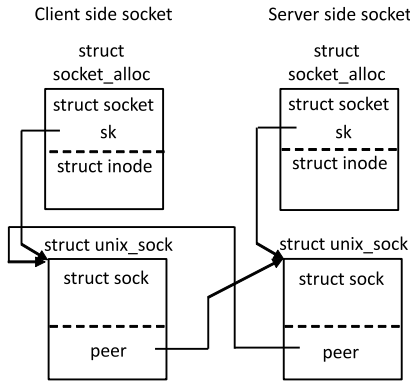 Client side socket
Server side socket
struct
socket_alloc
struct
socket_alloc
struct socket
sk
struct inode
struct socket
sk
struct inode
struct unix_sock
struct sock
peer
struct unix_sock
struct sock
peer